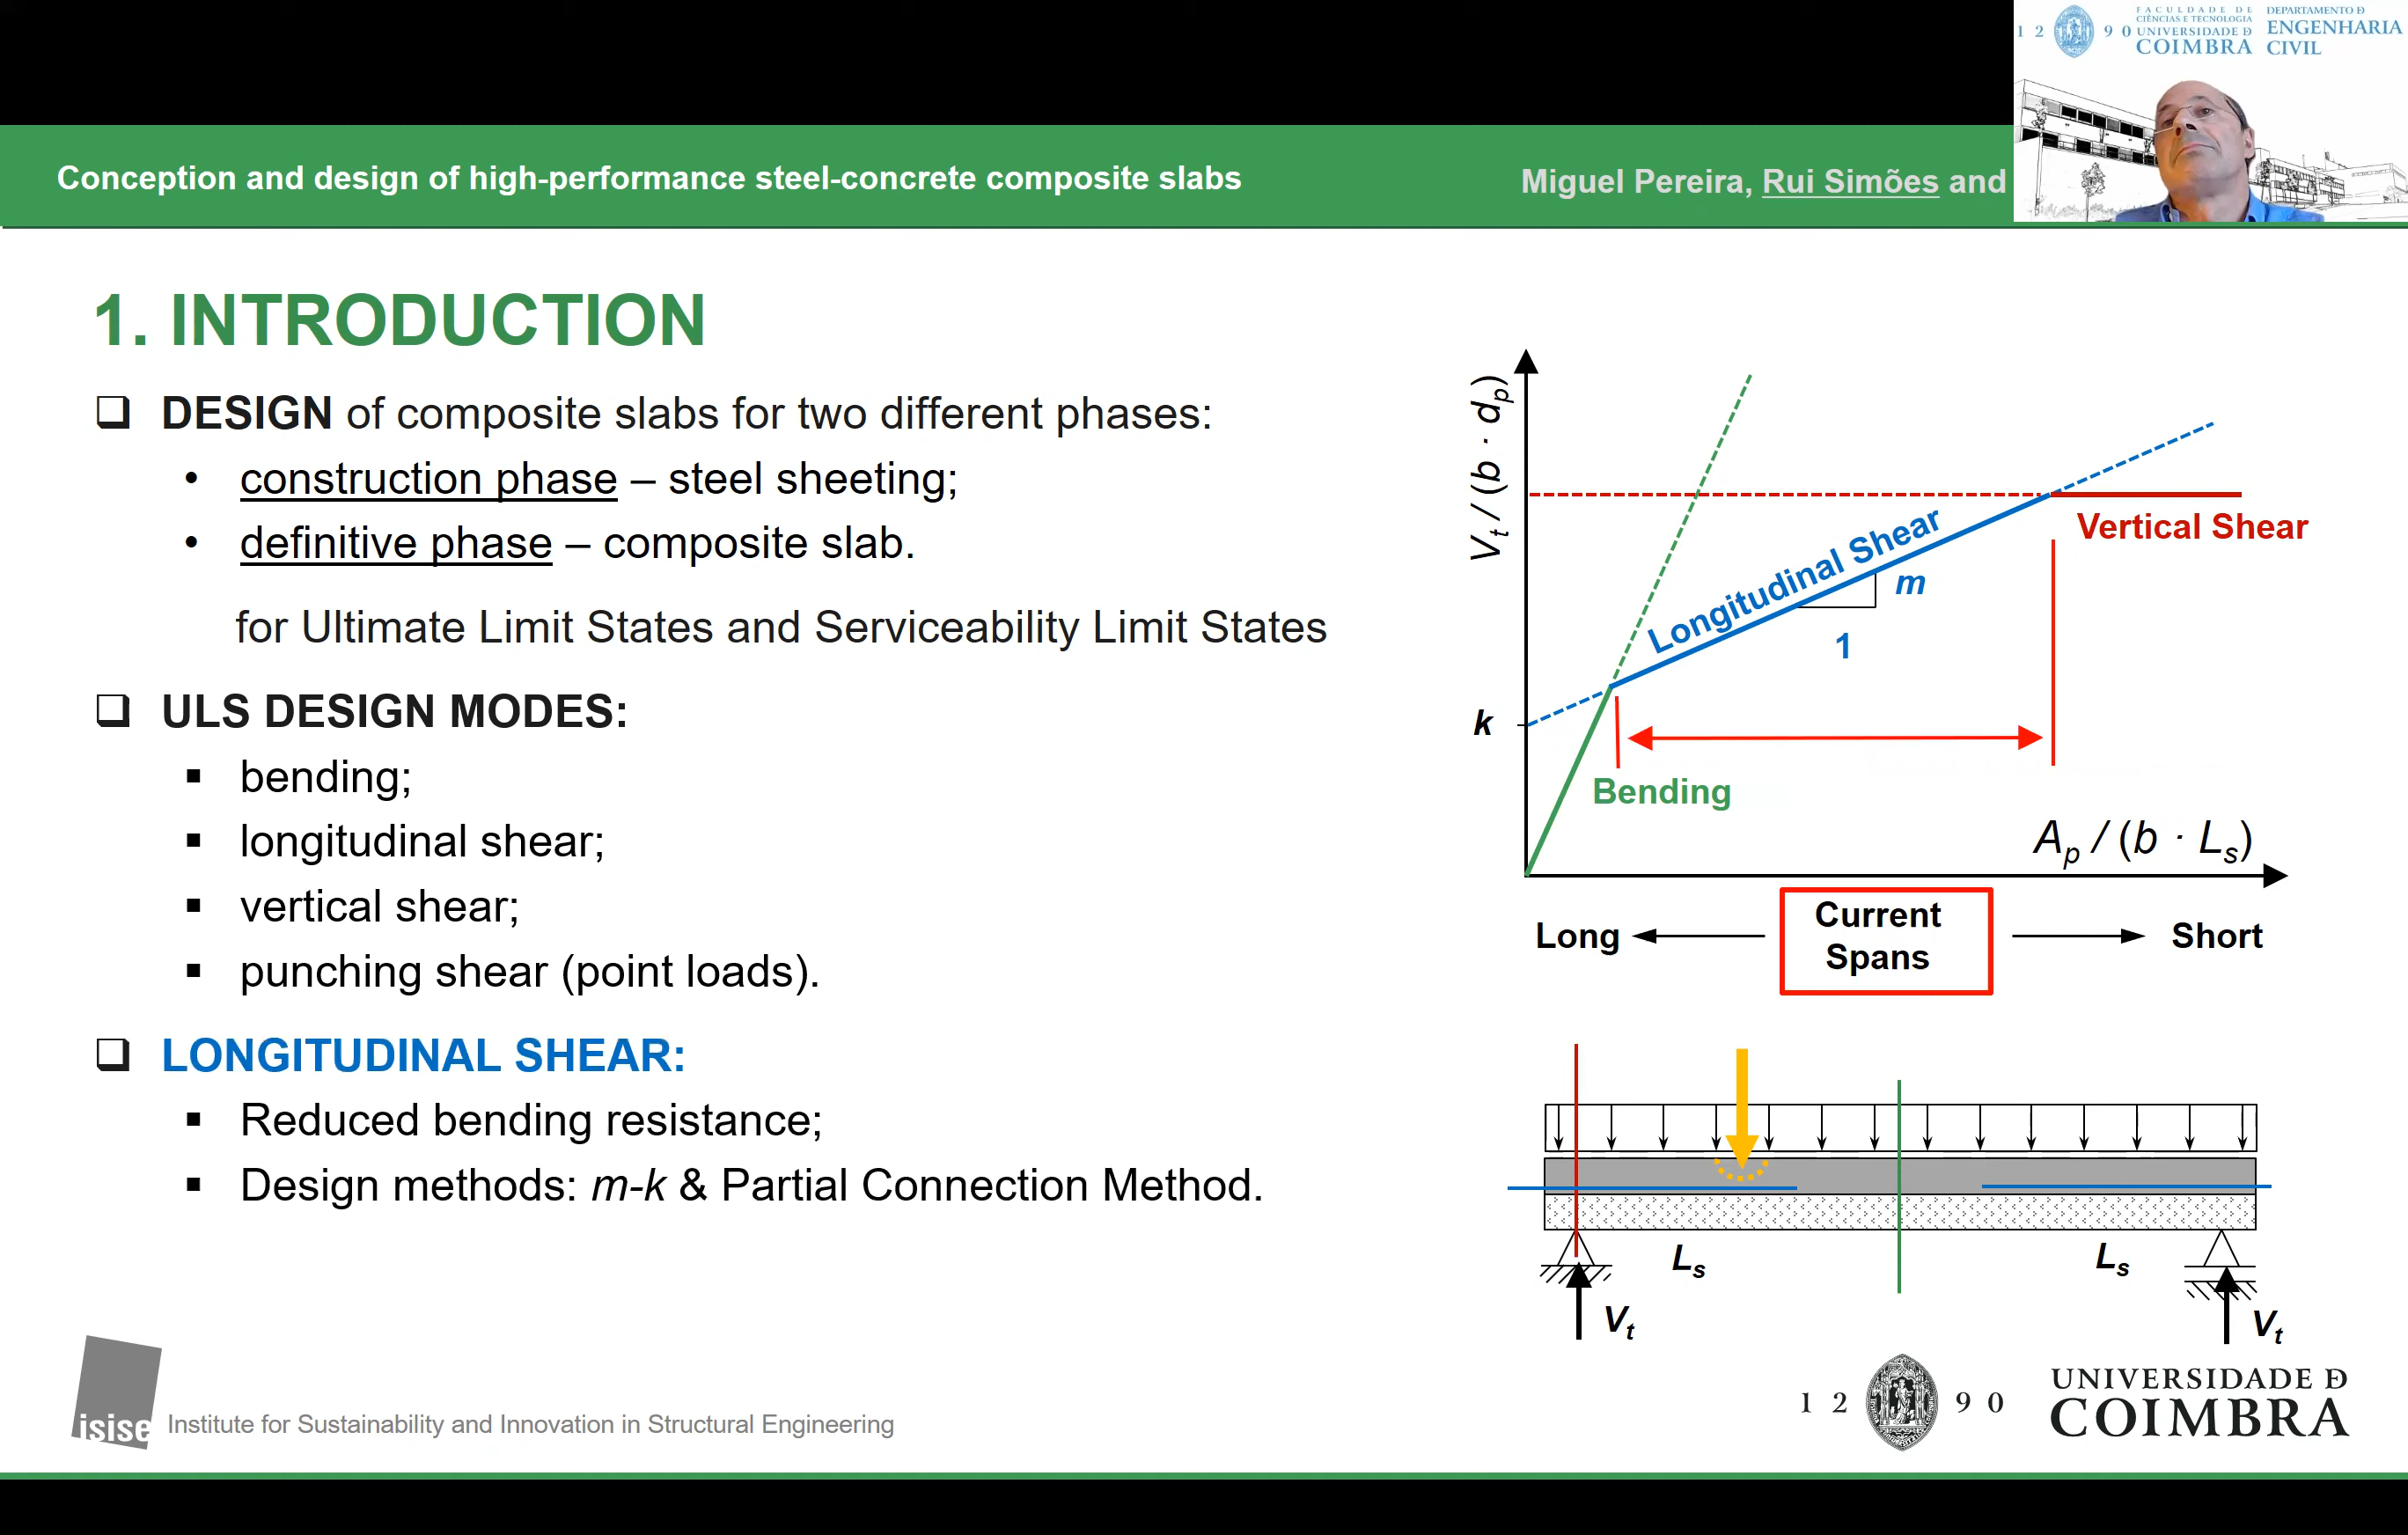 1 2 9 0
FACULDADE DE
CIÊNCIAS E TECNOLOGIA
UNIVERSIDADE Ð
COIMBRA
DEPARTAMENTO Ð
ENGENHARIA
CIVIL
Conception and design of high-performance steel-concrete composite slabs
Miguel Pereira, Rui Simões and
1. INTRODUCTION
❑ DESIGN of composite slabs for two different phases:
• construction phase – steel sheeting;
• definitive phase – composite slab.
for Ultimate Limit States and Serviceability Limit States
❑ ULS DESIGN MODES:
▪ bending;
▪ longitudinal shear;
▪ vertical shear;
▪ punching shear (point loads).
❑ LONGITUDINAL SHEAR:
▪ Reduced bending resistance;
▪ Design methods: m-k & Partial Connection Method.
Vt / (b · dp)
Vertical Shear
Longitudinal Shear
m
1
k
Bending
Ap / (b · Ls)
Long
Current
Spans
Short
Ls
Ls
Vt
Vt
isise
Institute for Sustainability and Innovation in Structural Engineering
1 2 9 0
UNIVERSIDADE Ð
COIMBRA